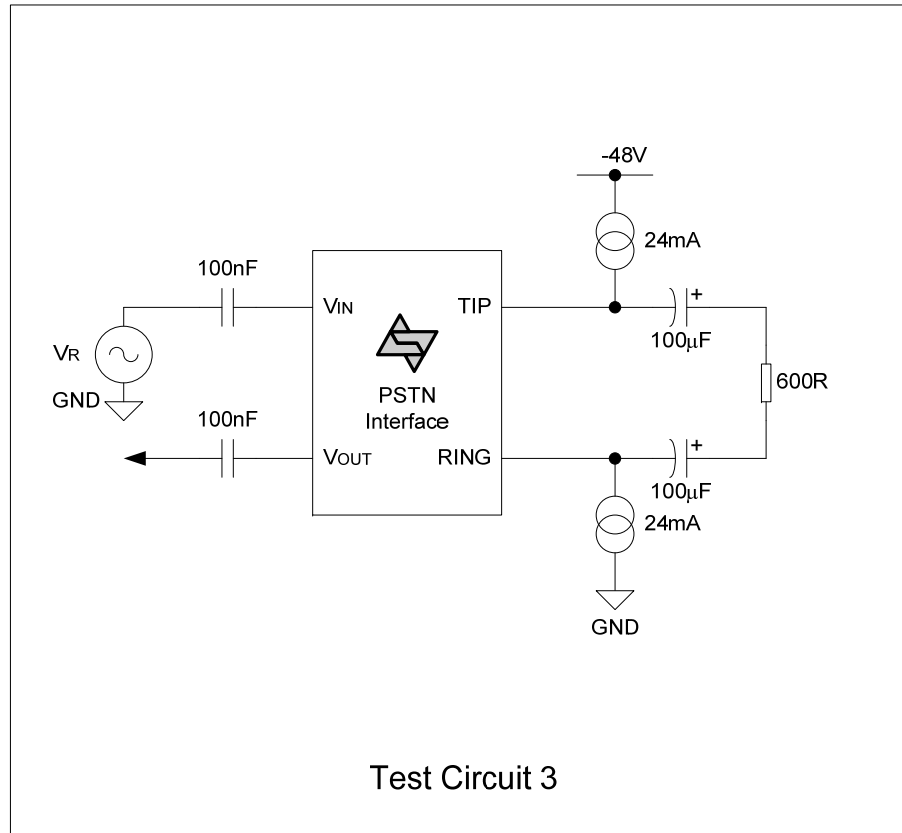 -48V
24mA
100nF
VIN
TIP
+
100μF
VR
GND
PSTN
Interface
600R
100nF
VOUT
RING
+
100μF
24mA
GND
Test Circuit 3